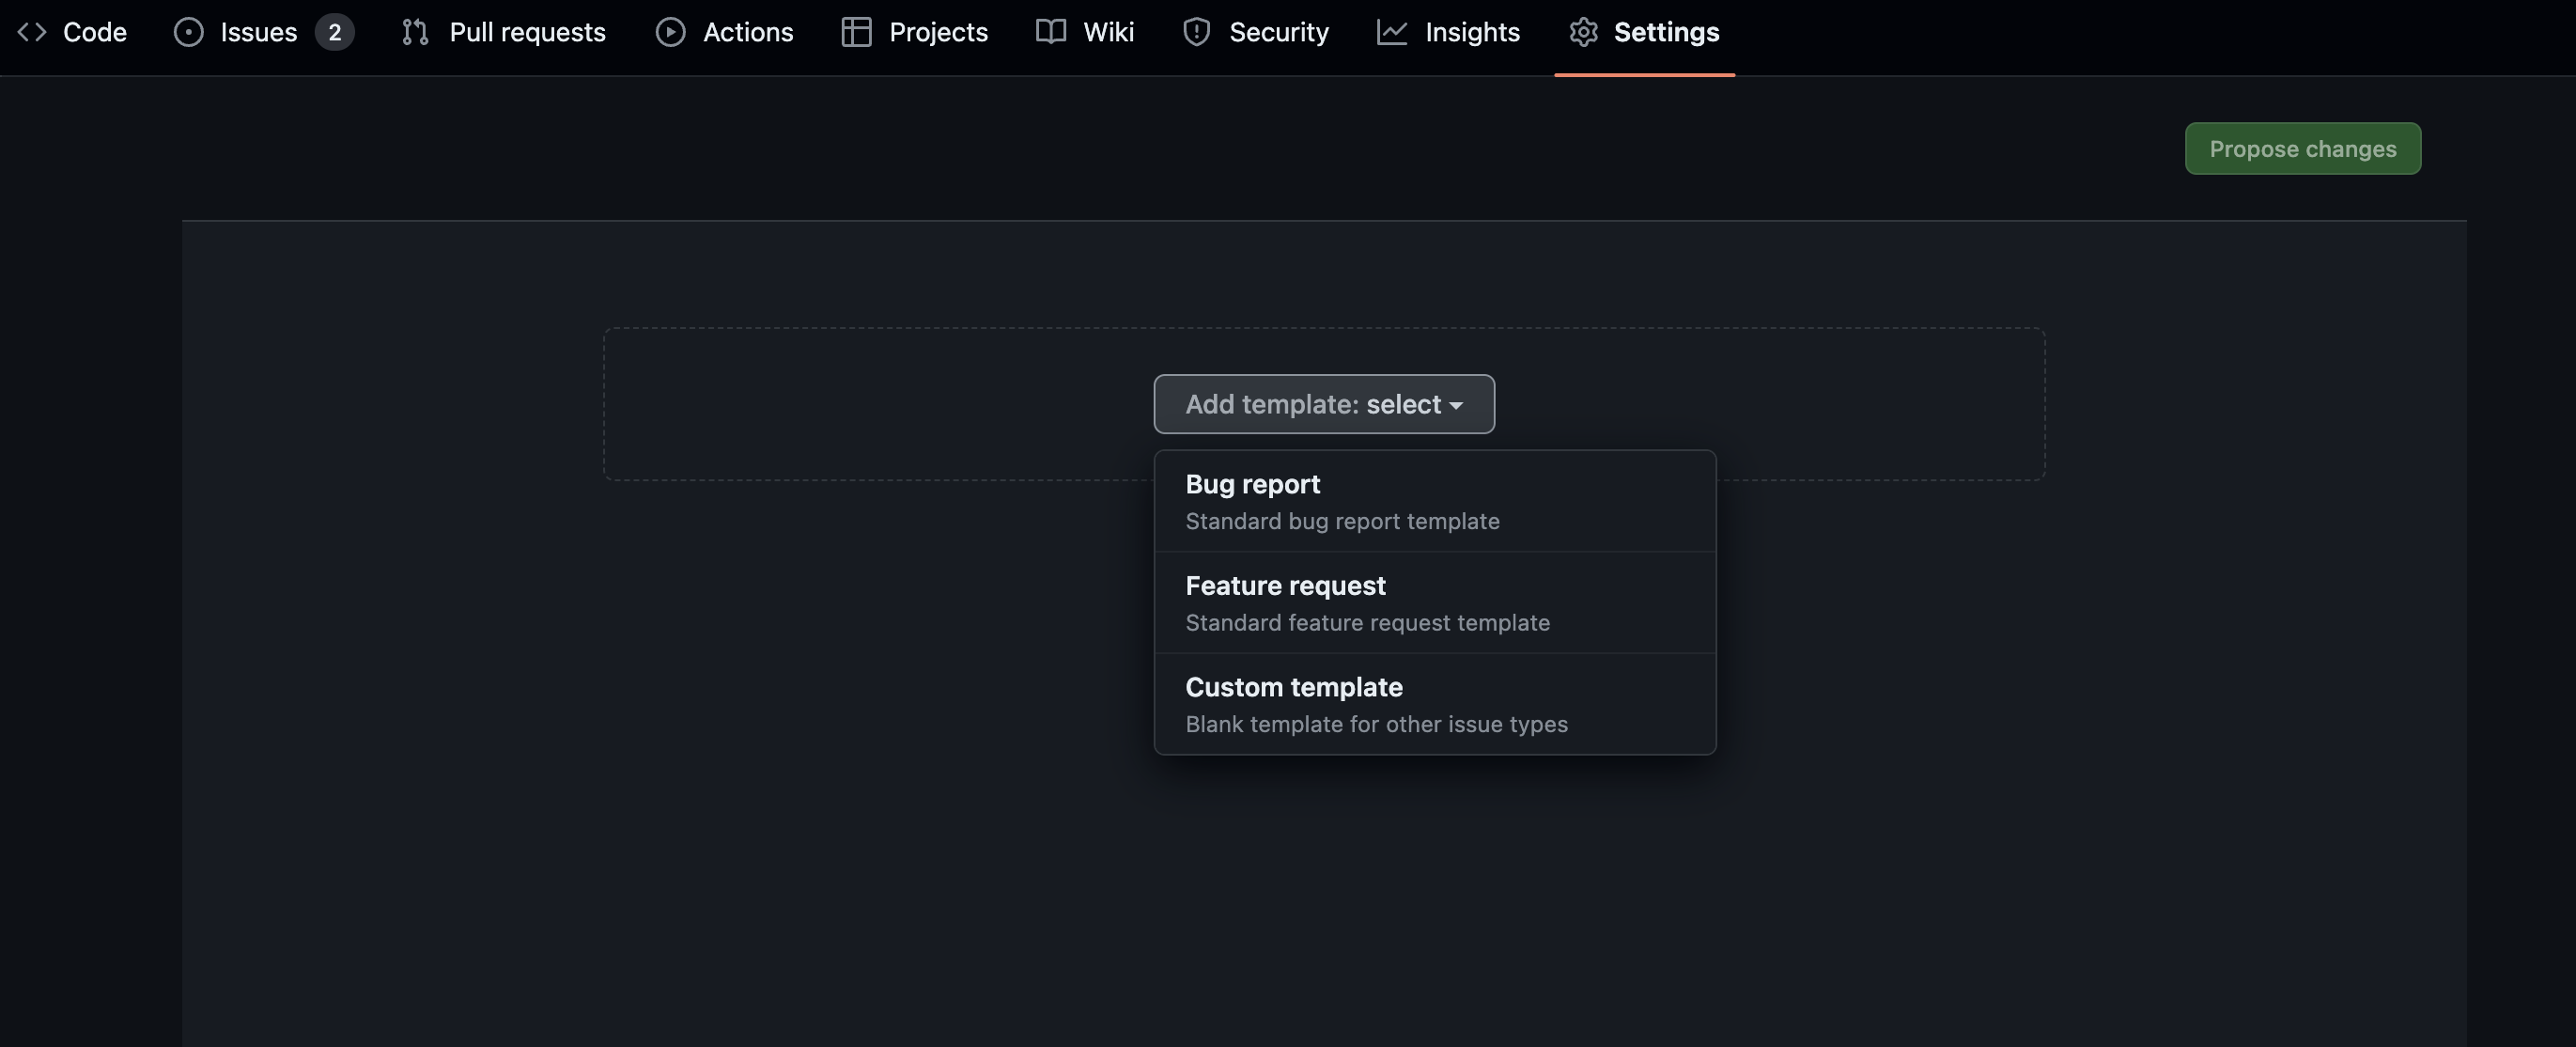 Code Issues 2 Pull requests Actions Projects Wiki Security Insights Settings
Propose changes
Add template: select
Bug report
Standard bug report template
Feature request
Standard feature request template
Custom template
Blank template for other issue types